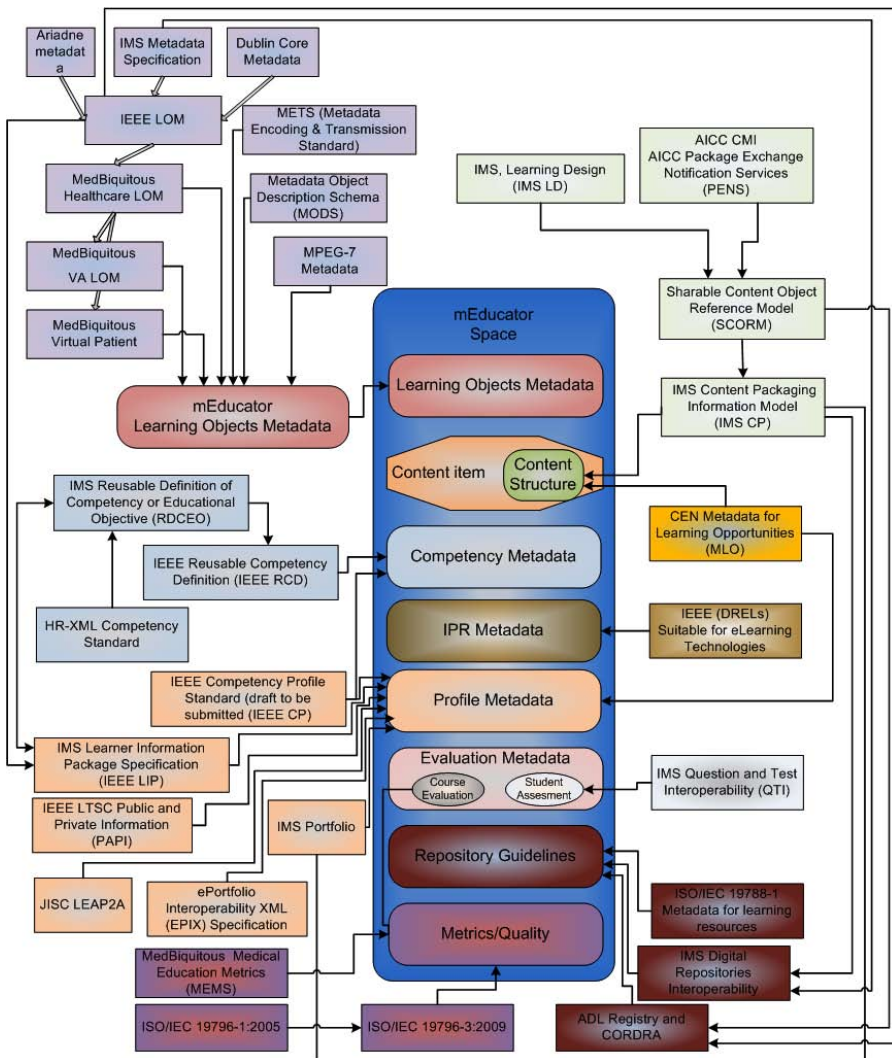 Ariadne
metadat
a
IMS Metadata
Specification
Dublin Core
Metadata
IEEE LOM
METS (Metadata
Encoding & Transmission
Standard)
MedBiquitous
Healthcare LOM
Metadata Object
Description Schema
(MODS)
MedBiquitous
VA LOM
MPEG-7
Metadata
MedBiquitous
Virtual Patient
IMS, Learning Design
(IMS LD)
AICC CMI
AICC Package Exchange
Notification Services
(PENS)
Sharable Content Object
Reference Model
(SCORM)
IMS Content Packaging
Information Model
(IMS CP)
mEducator
Space
mEducator
Learning Objects Metadata
Learning Objects Metadata
Content item
Content
Structure
IMS Reusable Definition of
Competency or Educational
Objective (RDCEO)
IEEE Reusable Competency
Definition (IEEE RCD)
HR-XML Competency
Standard
Competency Metadata
CEN Metadata for
Learning Opportunities
(MLO)
IPR Metadata
IEEE (DRELs)
Suitable for eLearning
Technologies
IEEE Competency Profile
Standard (draft to be
submitted (IEEE CP)
Profile Metadata
IMS Learner Information
Package Specification
(IEEE LIP)
Evaluation Metadata
Course
Evaluation
Student
Assesment
IMS Question and Test
Interoperability (QTI)
IEEE LTSC Public and
Private Information
(PAPI)
IMS Portfolio
JISC LEAP2A
ePortfolio
Interoperability XML
(EPIX) Specification
Repository Guidelines
ISO/IEC 19788-1
Metadata for learning
resources
Metrics/Quality
MedBiquitous Medical
Education Metrics
(MEMS)
IMS Digital
Repositories
Interoperability
ISO/IEC 19796-1:2005
ISO/IEC 19796-3:2009
ADL Registry and
CORDRA